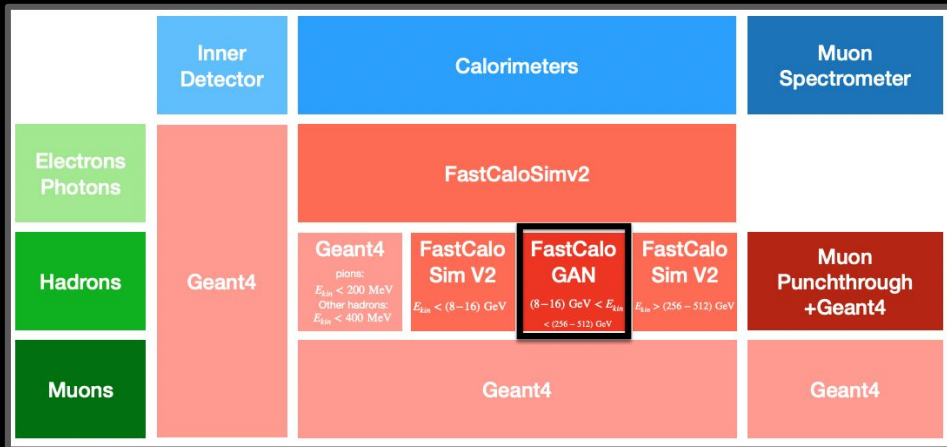 Inner
Detector
Calorimeters
Muon
Spectrometer
Electrons
Photons
FastCaloSimv2
Hadrons
Geant4
Geant4
pions:
E_kin < 200 MeV
Other hadrons:
E_kin < 400 MeV
FastCalo
Sim V2
E_kin < (8−16) GeV
FastCalo
GAN
(8−16) GeV < E_kin
< (256−512) GeV
FastCalo
Sim V2
E_kin > (256−512) GeV
Muon
Punchthrough
+Geant4
Muons
Geant4
Geant4